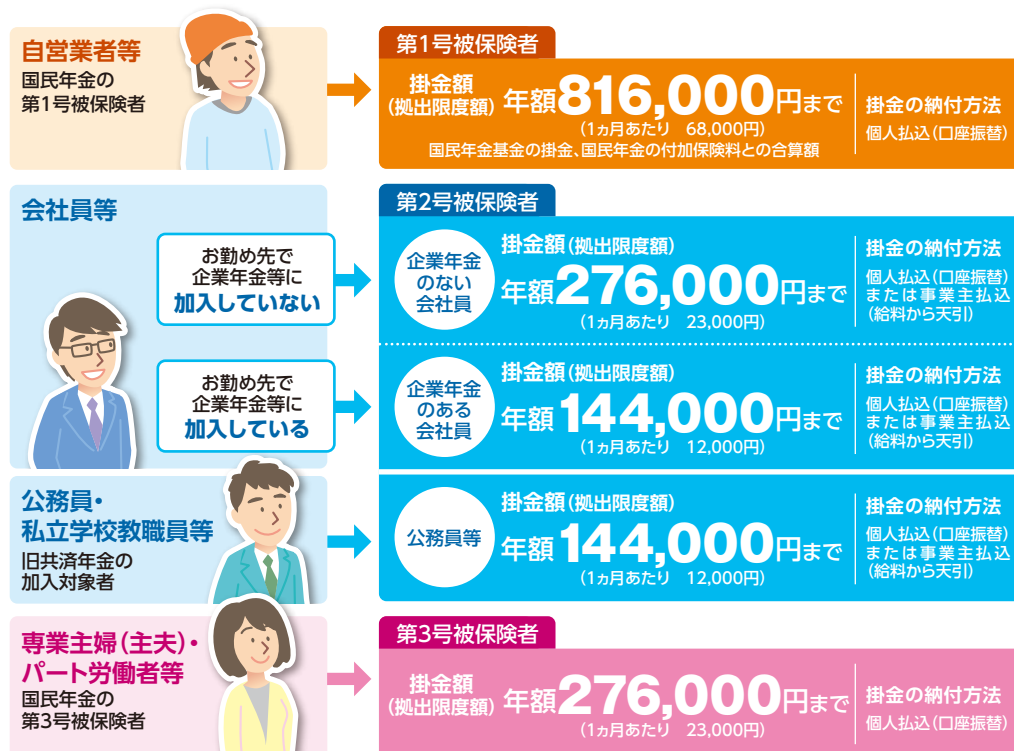 自営業者等
国民年金の
第1号被保険者
第1号被保険者
掛金額
(拠出限度額)
年額816,000円まで
(1ヵ月あたり 68,000円)
国民年金基金の掛金、国民年金の付加保険料との合算額
掛金の納付方法
個人払込(口座振替)
会社員等
お勤め先で
企業年金等に
加入していない
第2号被保険者
企業年金
のない
会社員
掛金額(拠出限度額)
年額276,000円まで
(1ヵ月あたり 23,000円)
掛金の納付方法
個人払込(口座振替)
または事業主払込
(給料から天引)
お勤め先で
企業年金等に
加入している
企業年金
のある
会社員
掛金額(拠出限度額)
年額144,000円まで
(1ヵ月あたり 12,000円)
掛金の納付方法
個人払込(口座振替)
または事業主払込
(給料から天引)
公務員・
私立学校教職員等
旧共済年金の
加入対象者
公務員等
掛金額(拠出限度額)
年額144,000円まで
(1ヵ月あたり 12,000円)
掛金の納付方法
個人払込(口座振替)
または事業主払込
(給料から天引)
専業主婦(主夫)・
パート労働者等
国民年金の
第3号被保険者
第3号被保険者
掛金額
(拠出限度額)
年額276,000円まで
(1ヵ月あたり 23,000円)
掛金の納付方法
個人払込(口座振替)